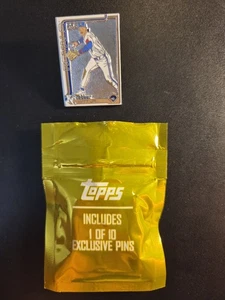 Topps
INCLUDES
1 OF 10
EXCLUSIVE PINS